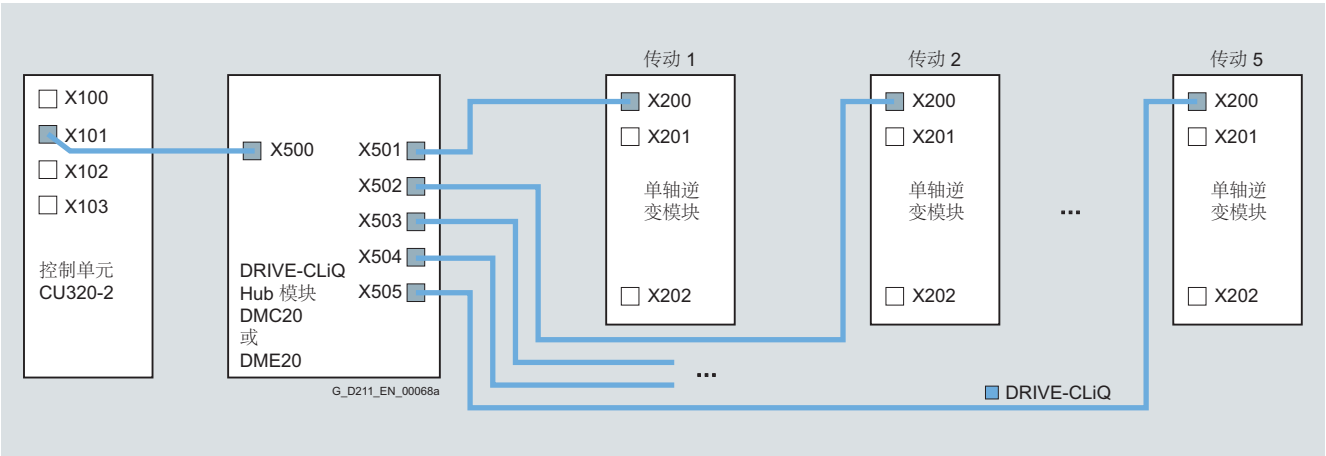 传动 1
传动 2
传动 5
X100
X101
X102
X103
控制单元
CU320-2
X500
X501
X502
X503
X504
X505
DRIVE-CLiQ
Hub 模块
DMC20
或
DME20
G_D211_EN_00068a
X200
X201
单轴逆
变模块
X202
X200
X201
单轴逆
变模块
X202
...
X200
X201
单轴逆
变模块
X202
...
DRIVE-CLiQ